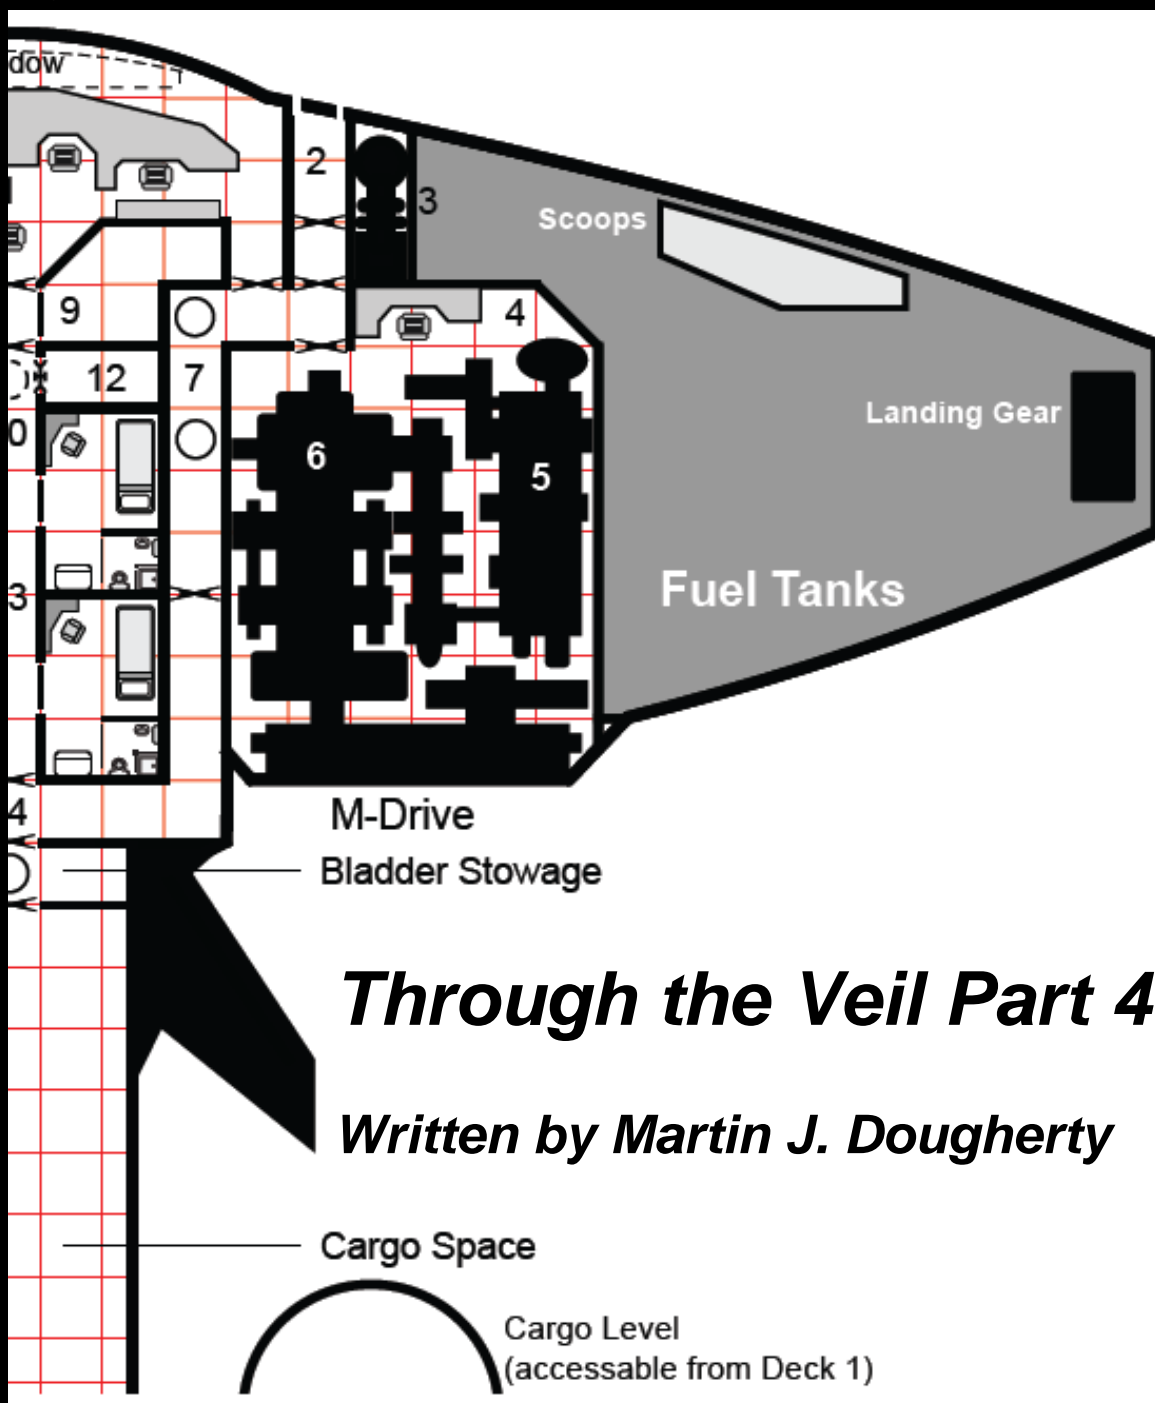 dow
2
3
Scoops
9
4
12
7
Landing Gear
0
6
5
Fuel Tanks
3
4
M-Drive
Bladder Stowage
Through the Veil Part 4
Written by Martin J. Dougherty
Cargo Space
Cargo Level
(accessable from Deck 1)